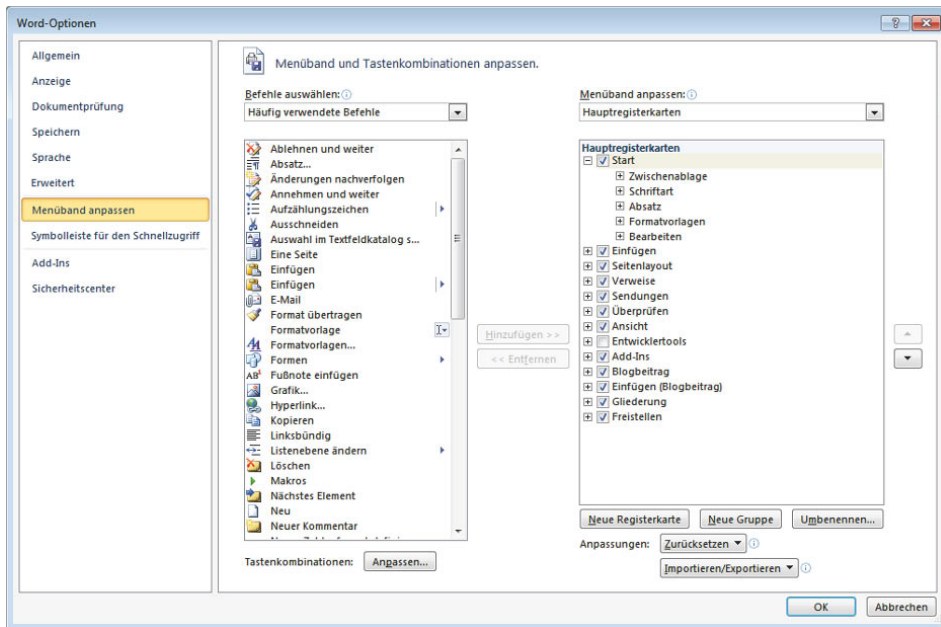 Word-Optionen
Allgemein
Anzeige
Dokumentprüfung
Speichern
Sprache
Erweitert
Menüband anpassen
Symbolleiste für den Schnellzugriff
Add-Ins
Sicherheitscenter
Menüband und Tastenkombinationen anpassen.
Befehle auswählen:
Häufig verwendete Befehle
Ablehnen und weiter
Absatz...
Änderungen nachverfolgen
Annehmen und weiter
Aufzählungszeichen
Ausschneiden
Auswahl im Textfeldkatalog s...
Eine Seite
Einfügen
Einfügen
E-Mail
Format übertragen
Formatvorlage
Formatvorlagen...
Formen
Fußnote einfügen
Grafik...
Hyperlink...
Kopieren
Linksbündig
Listenebene ändern
Löschen
Makros
Nächstes Element
Neu
Neuer Kommentar
Tastenkombinationen: Anpassen...
Hinzufügen >>
<< Entfernen
Menüband anpassen:
Hauptregisterkarten
Hauptregisterkarten
Start
Zwischenablage
Schriftart
Absatz
Formatvorlagen
Bearbeiten
Einfügen
Seitenlayout
Verweise
Sendungen
Überprüfen
Ansicht
Entwicklertools
Add-Ins
Blogbeitrag
Einfügen (Blogbeitrag)
Gliederung
Freistellen
Neue Registerkarte Neue Gruppe Umbenennen...
Anpassungen: Zurücksetzen
Importieren/Exportieren
OK Abbrechen